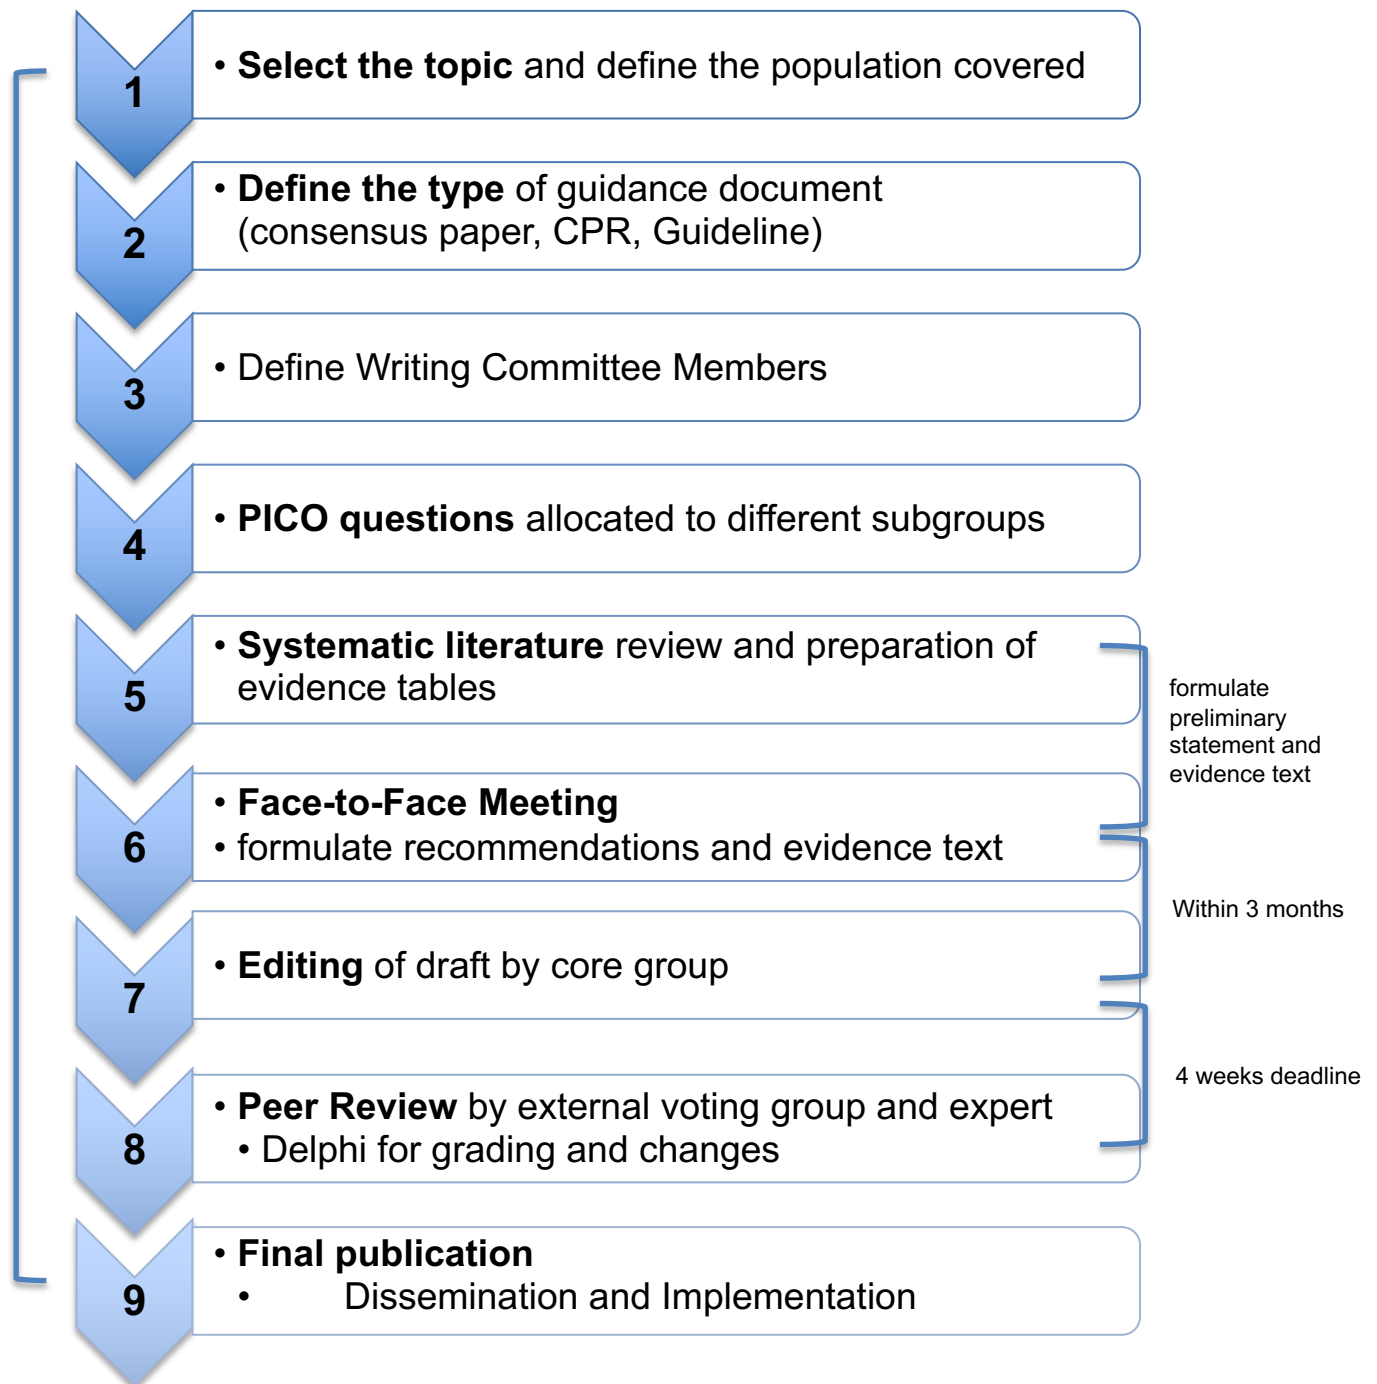 1
• Select the topic and define the population covered
2
• Define the type of guidance document
(consensus paper, CPR, Guideline)
3
• Define Writing Committee Members
4
• PICO questions allocated to different subgroups
5
• Systematic literature review and preparation of
evidence tables
formulate
preliminary
statement and
evidence text
6
• Face-to-Face Meeting
• formulate recommendations and evidence text
Within 3 months
7
• Editing of draft by core group
4 weeks deadline
8
• Peer Review by external voting group and expert
• Delphi for grading and changes
9
• Final publication
• Dissemination and Implementation